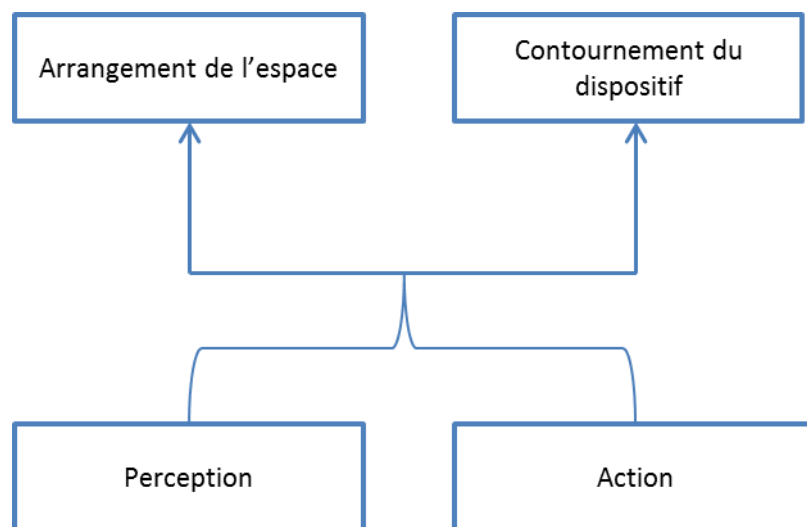 Arrangement de l’espace
Contournement du
dispositif
Perception
Action